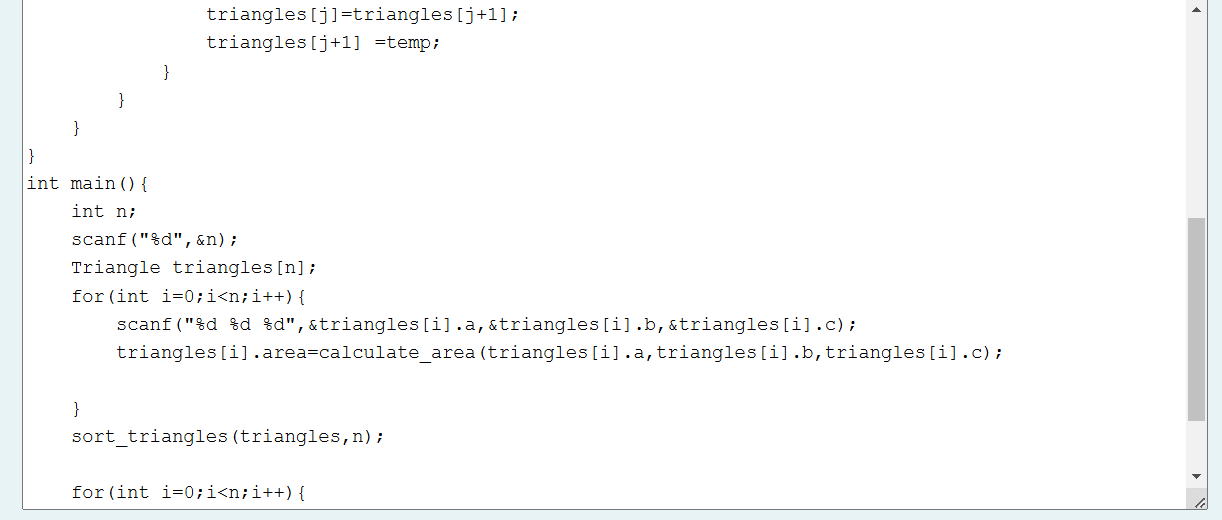 triangles[j]=triangles[j+1];
triangles[j+1] =temp;
}
}
}
}
int main(){
int n;
scanf("%d",&n);
Triangle triangles[n];
for(int i=0;i<n;i++){
scanf("%d %d %d",&triangles[i].a,&triangles[i].b,&triangles[i].c);
triangles[i].area=calculate_area(triangles[i].a,triangles[i].b,triangles[i].c);
}
sort_triangles(triangles,n);
for(int i=0;i<n;i++){